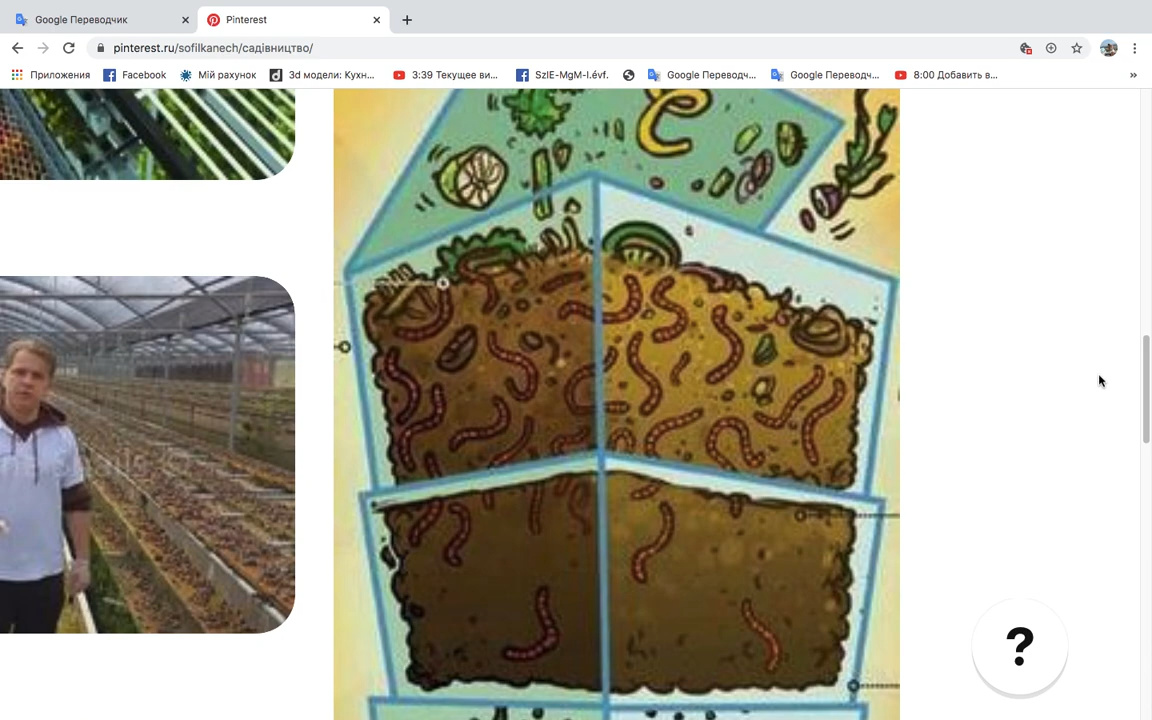 Google Переводчик
Pinterest
pinterest.ru/sofilkanech/садівництво/
Приложения
Facebook
Мій рахунок
3d модели: Кухн...
3:39 Текущее ви...
SzIE-MgM-I.évf.
Google Переводч...
Google Переводч...
8:00 Добавить в...
»
?